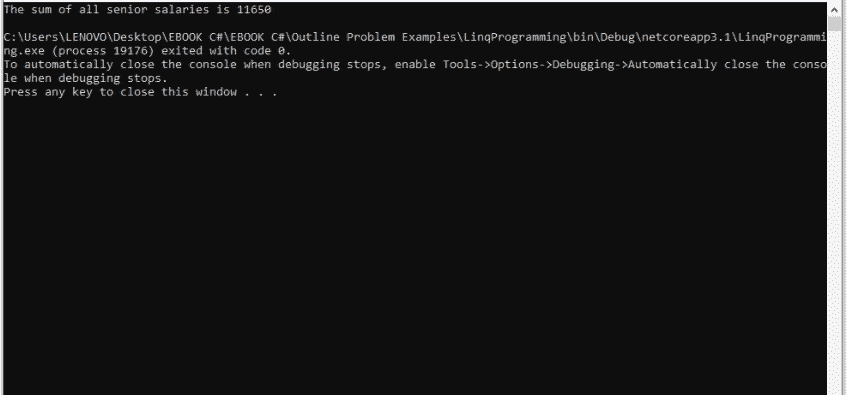 The sum of all senior salaries is 11650
C:\Users\LENOVO\Desktop\EBOOK C#\EBOOK C#\Outline Problem Examples\LinqProgramming\bin\Debug\netcoreapp3.1\LinqProgrammi
ng.exe (process 19176) exited with code 0.
To automatically close the console when debugging stops, enable Tools->Options->Debugging->Automatically close the conso
le when debugging stops.
Press any key to close this window . . .